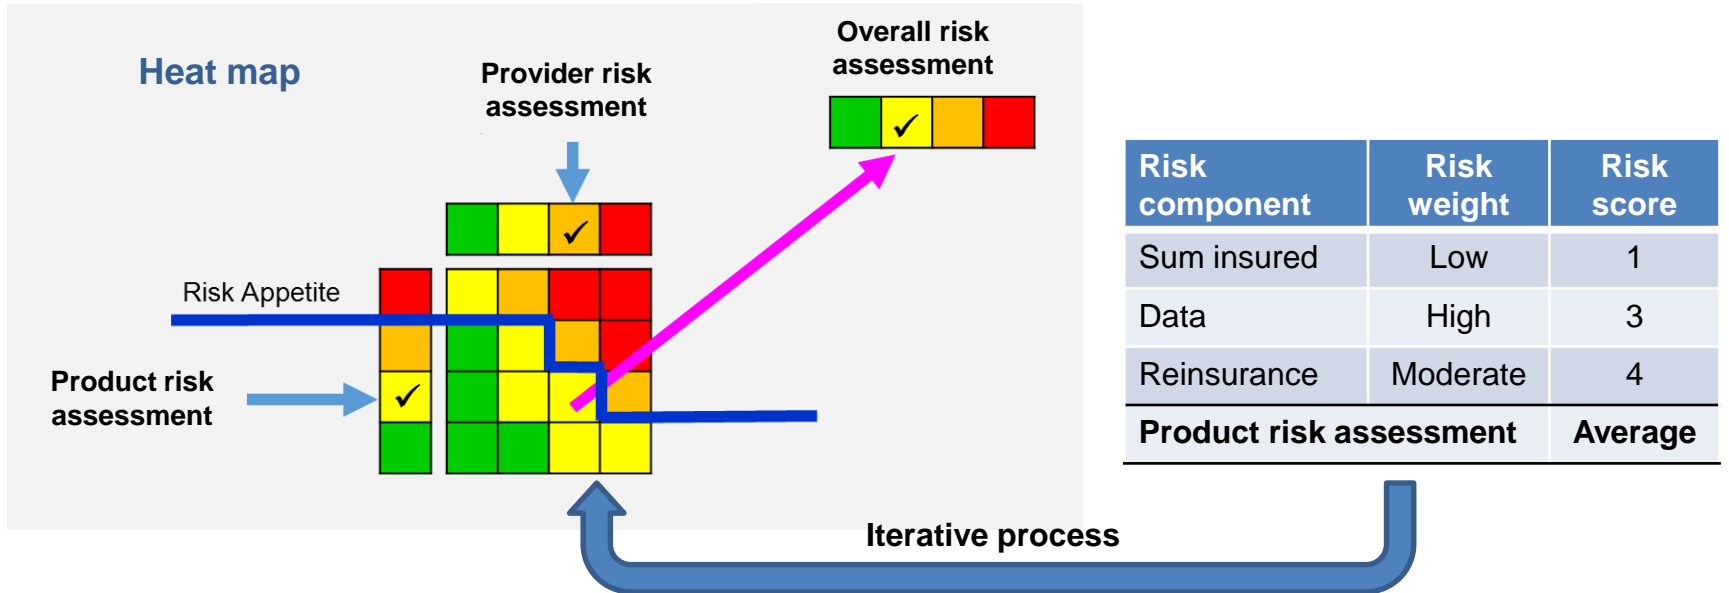 Heat map
Provider risk
assessment
Overall risk
assessment
Risk Appetite
Product risk
assessment
Risk component Risk weight Risk score
Sum insured Low 1
Data High 3
Reinsurance Moderate 4
Product risk assessment Average
Iterative process